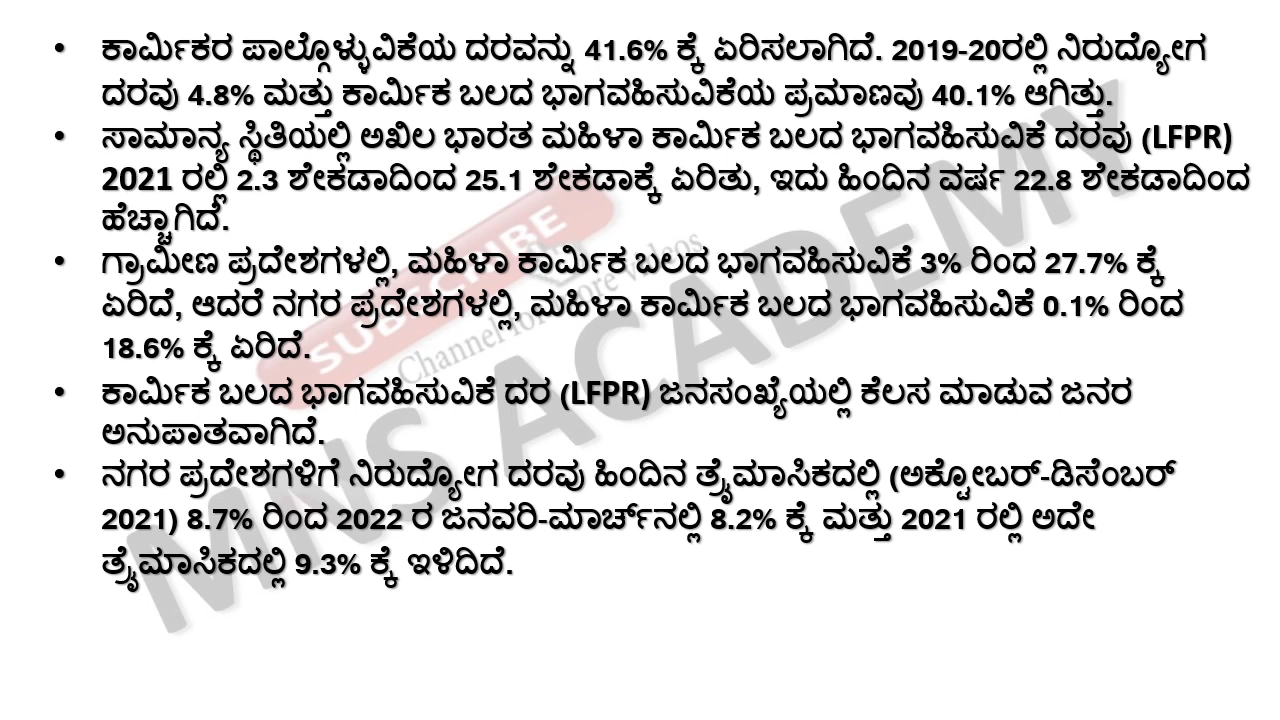 • ಕಾರ್ಮಿಕರ ಪಾಲ್ಗೊಳ್ಳುವಿಕೆಯ ದರವನ್ನು 41.6% ಕ್ಕೆ ಏರಿಸಲಾಗಿದೆ. 2019-20ರಲ್ಲಿ ನಿರುದ್ಯೋಗ
ದರವು 4.8% ಮತ್ತು ಕಾರ್ಮಿಕ ಬಲದ ಭಾಗವಹಿಸುವಿಕೆಯ ಪ್ರಮಾಣವು 40.1% ಆಗಿತ್ತು.
• ಸಾಮಾನ್ಯ ಸ್ಥಿತಿಯಲ್ಲಿ ಅಖಿಲ ಭಾರತ ಮಹಿಳಾ ಕಾರ್ಮಿಕ ಬಲದ ಭಾಗವಹಿಸುವಿಕೆ ದರವು (LFPR)
2021 ರಲ್ಲಿ 2.3 ಶೇಕಡಾದಿಂದ 25.1 ಶೇಕಡಾಕ್ಕೆ ಏರಿತು, ಇದು ಹಿಂದಿನ ವರ್ಷ 22.8 ಶೇಕಡಾದಿಂದ
ಹೆಚ್ಚಾಗಿದೆ.
• ಗ್ರಾಮೀಣ ಪ್ರದೇಶಗಳಲ್ಲಿ, ಮಹಿಳಾ ಕಾರ್ಮಿಕ ಬಲದ ಭಾಗವಹಿಸುವಿಕೆ 3% ರಿಂದ 27.7% ಕ್ಕೆ
ಏರಿದೆ, ಆದರೆ ನಗರ ಪ್ರದೇಶಗಳಲ್ಲಿ, ಮಹಿಳಾ ಕಾರ್ಮಿಕ ಬಲದ ಭಾಗವಹಿಸುವಿಕೆ 0.1% ರಿಂದ
18.6% ಕ್ಕೆ ಏರಿದೆ.
• ಕಾರ್ಮಿಕ ಬಲದ ಭಾಗವಹಿಸುವಿಕೆ ದರ (LFPR) ಜನಸಂಖ್ಯೆಯಲ್ಲಿ ಕೆಲಸ ಮಾಡುವ ಜನರ
ಅನುಪಾತವಾಗಿದೆ.
• ನಗರ ಪ್ರದೇಶಗಳಿಗೆ ನಿರುದ್ಯೋಗ ದರವು ಹಿಂದಿನ ತ್ರೈಮಾಸಿಕದಲ್ಲಿ (ಅಕ್ಟೋಬರ್-ಡಿಸೆಂಬರ್
2021) 8.7% ರಿಂದ 2022 ರ ಜನವರಿ-ಮಾರ್ಚ್‌ನಲ್ಲಿ 8.2% ಕ್ಕೆ ಮತ್ತು 2021 ರಲ್ಲಿ ಅದೇ
ತ್ರೈಮಾಸಿಕದಲ್ಲಿ 9.3% ಕ್ಕೆ ಇಳಿದಿದೆ.
SUBSCRIBE
Channel for more videos
MNS ACADEMY